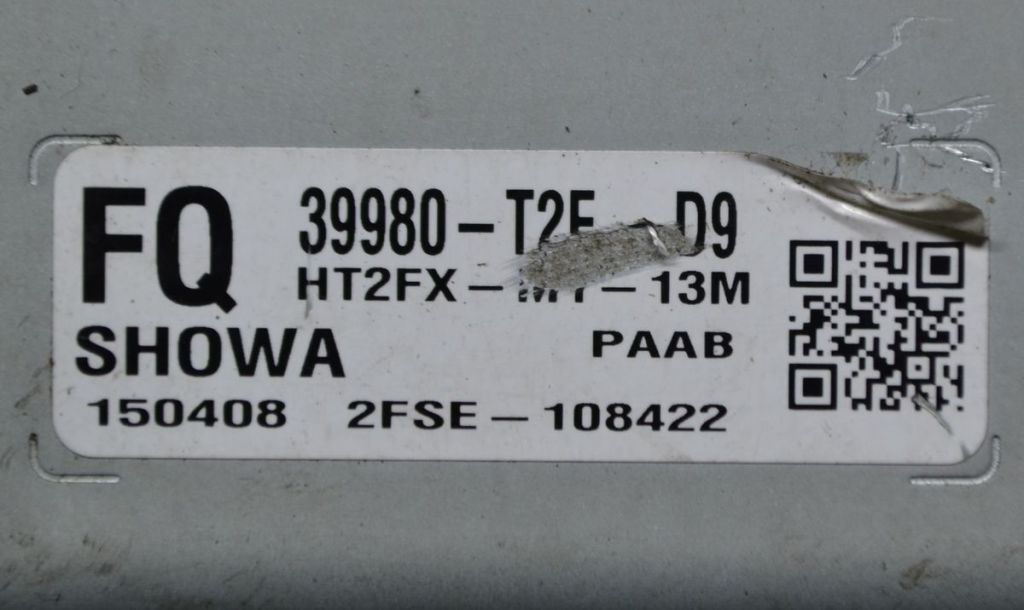 FQ
39980-T2F D9
HT2FX- -13M
SHOWA
PAAB
150408 2FSE-108422